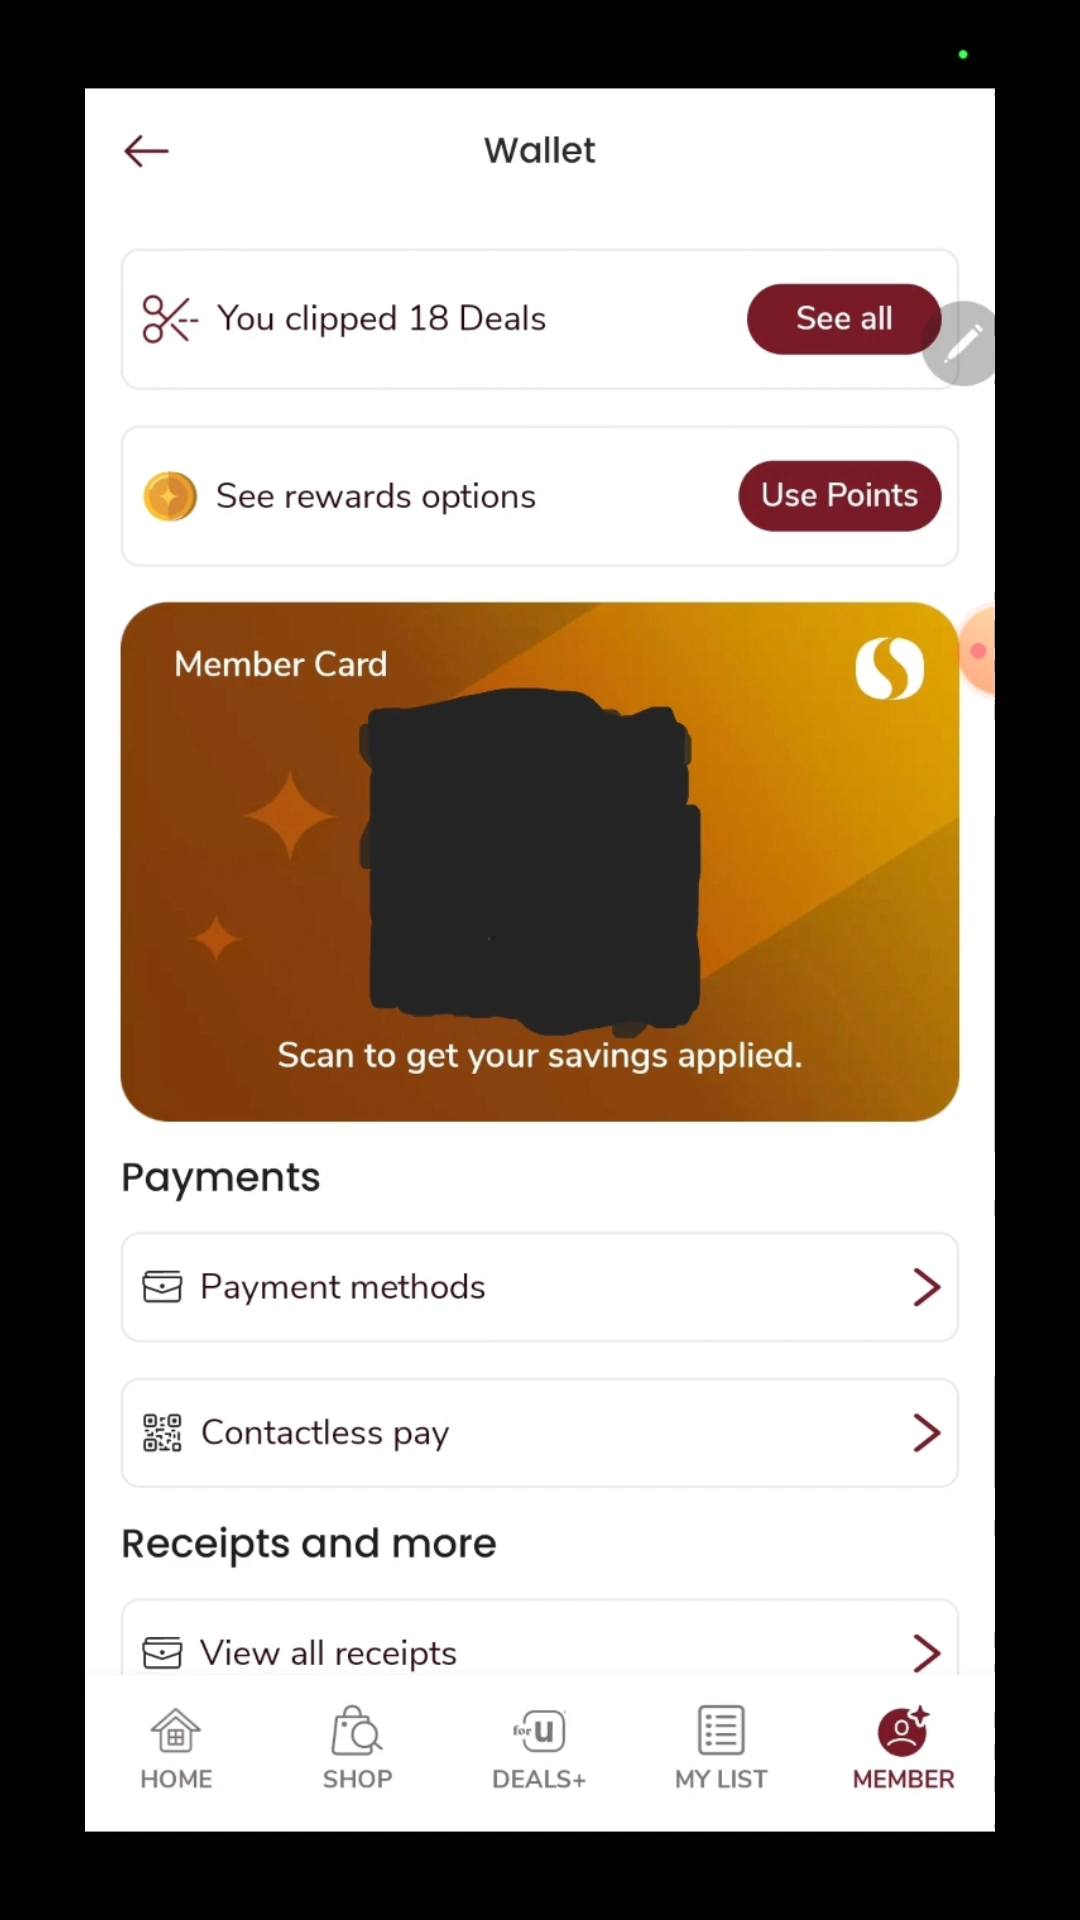 Wallet
You clipped 18 Deals
See all
See rewards options
Use Points
Member Card
Scan to get your savings applied.
Payments
Payment methods
Contactless pay
Receipts and more
View all receipts
for U
HOME
SHOP
DEALS+
MY LIST
MEMBER